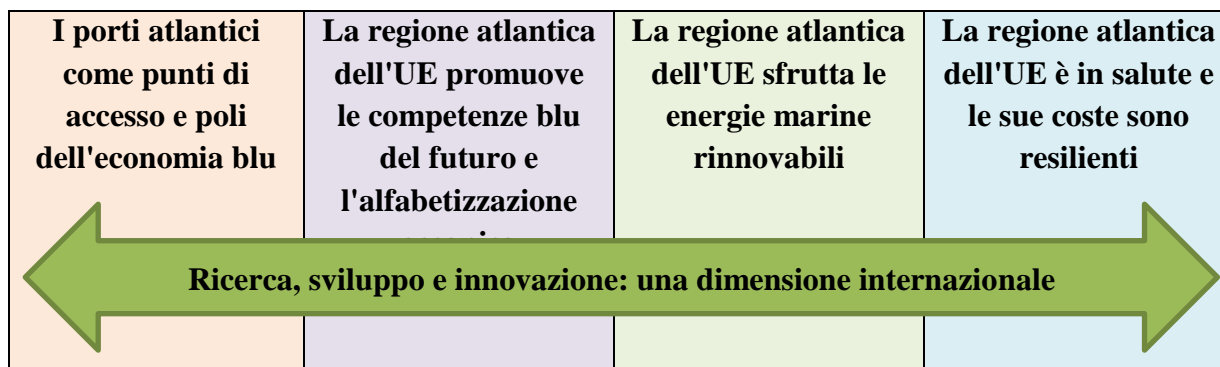 I porti atlantici
come punti di
accesso e poli
dell'economia blu
La regione atlantica
dell'UE promuove
le competenze blu
del futuro e
l'alfabetizzazione
La regione atlantica
dell'UE sfrutta le
energie marine
rinnovabili
La regione atlantica
dell'UE è in salute e
le sue coste sono
resilienti
Ricerca, sviluppo e innovazione: una dimensione internazionale